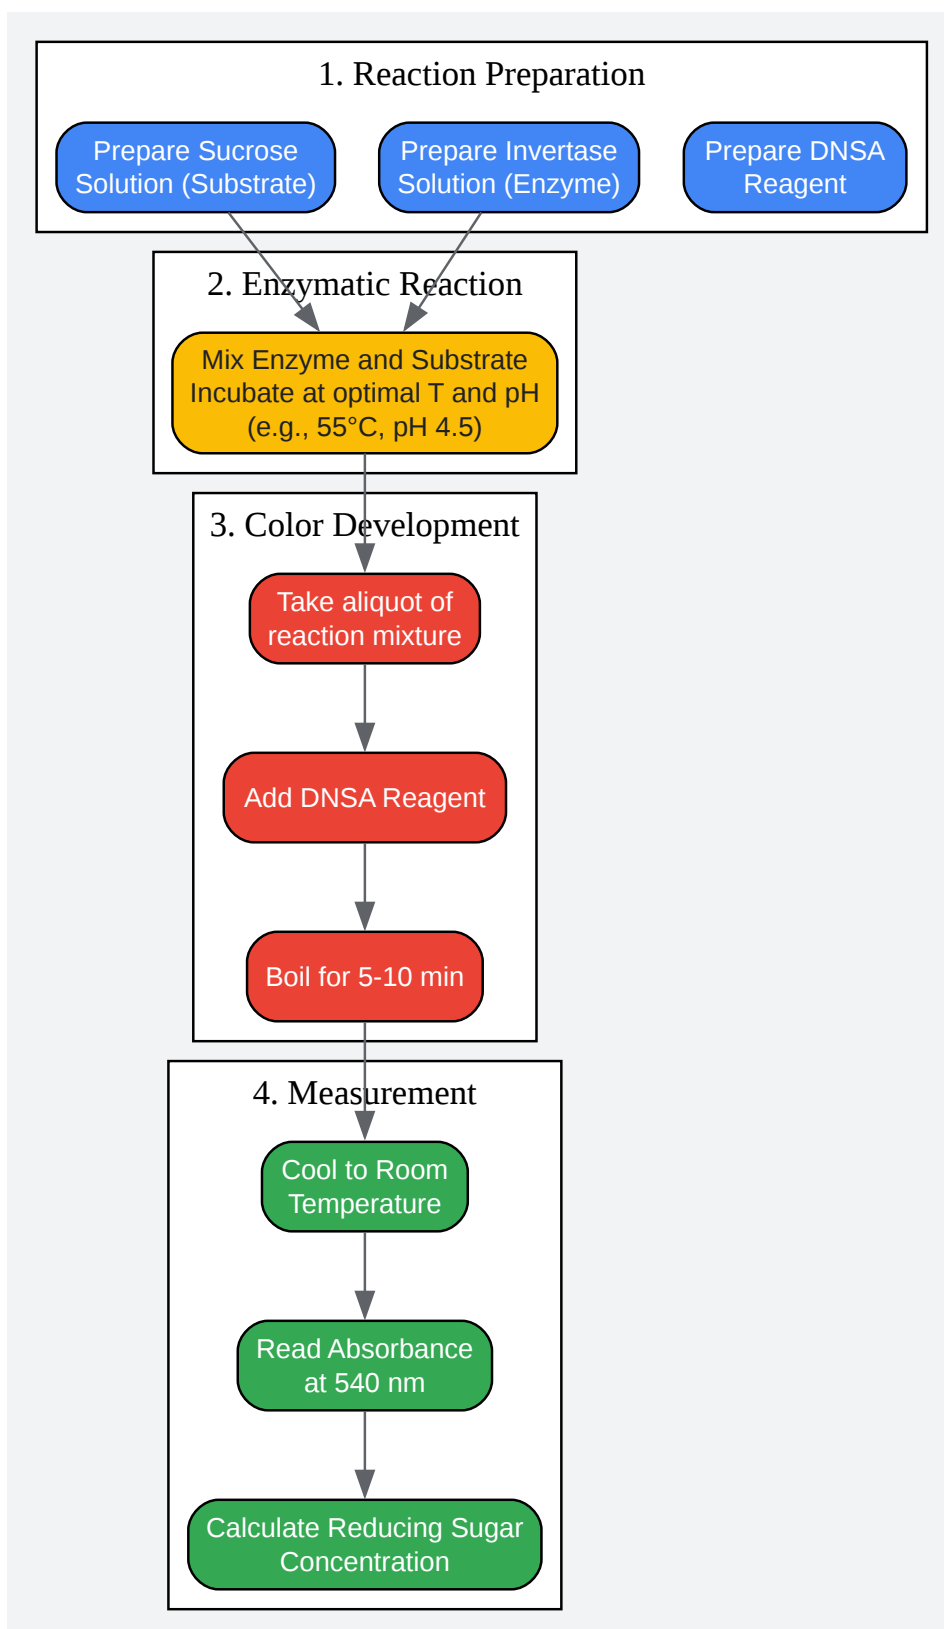 1. Reaction Preparation
Prepare Sucrose
Solution (Substrate)
Prepare Invertase
Solution (Enzyme)
Prepare DNSA
Reagent
2. Enzymatic Reaction
Mix Enzyme and Substrate
Incubate at optimal T and pH
(e.g., 55°C, pH 4.5)
3. Color Development
Take aliquot of
reaction mixture
Add DNSA Reagent
Boil for 5-10 min
4. Measurement
Cool to Room
Temperature
Read Absorbance
at 540 nm
Calculate Reducing Sugar
Concentration